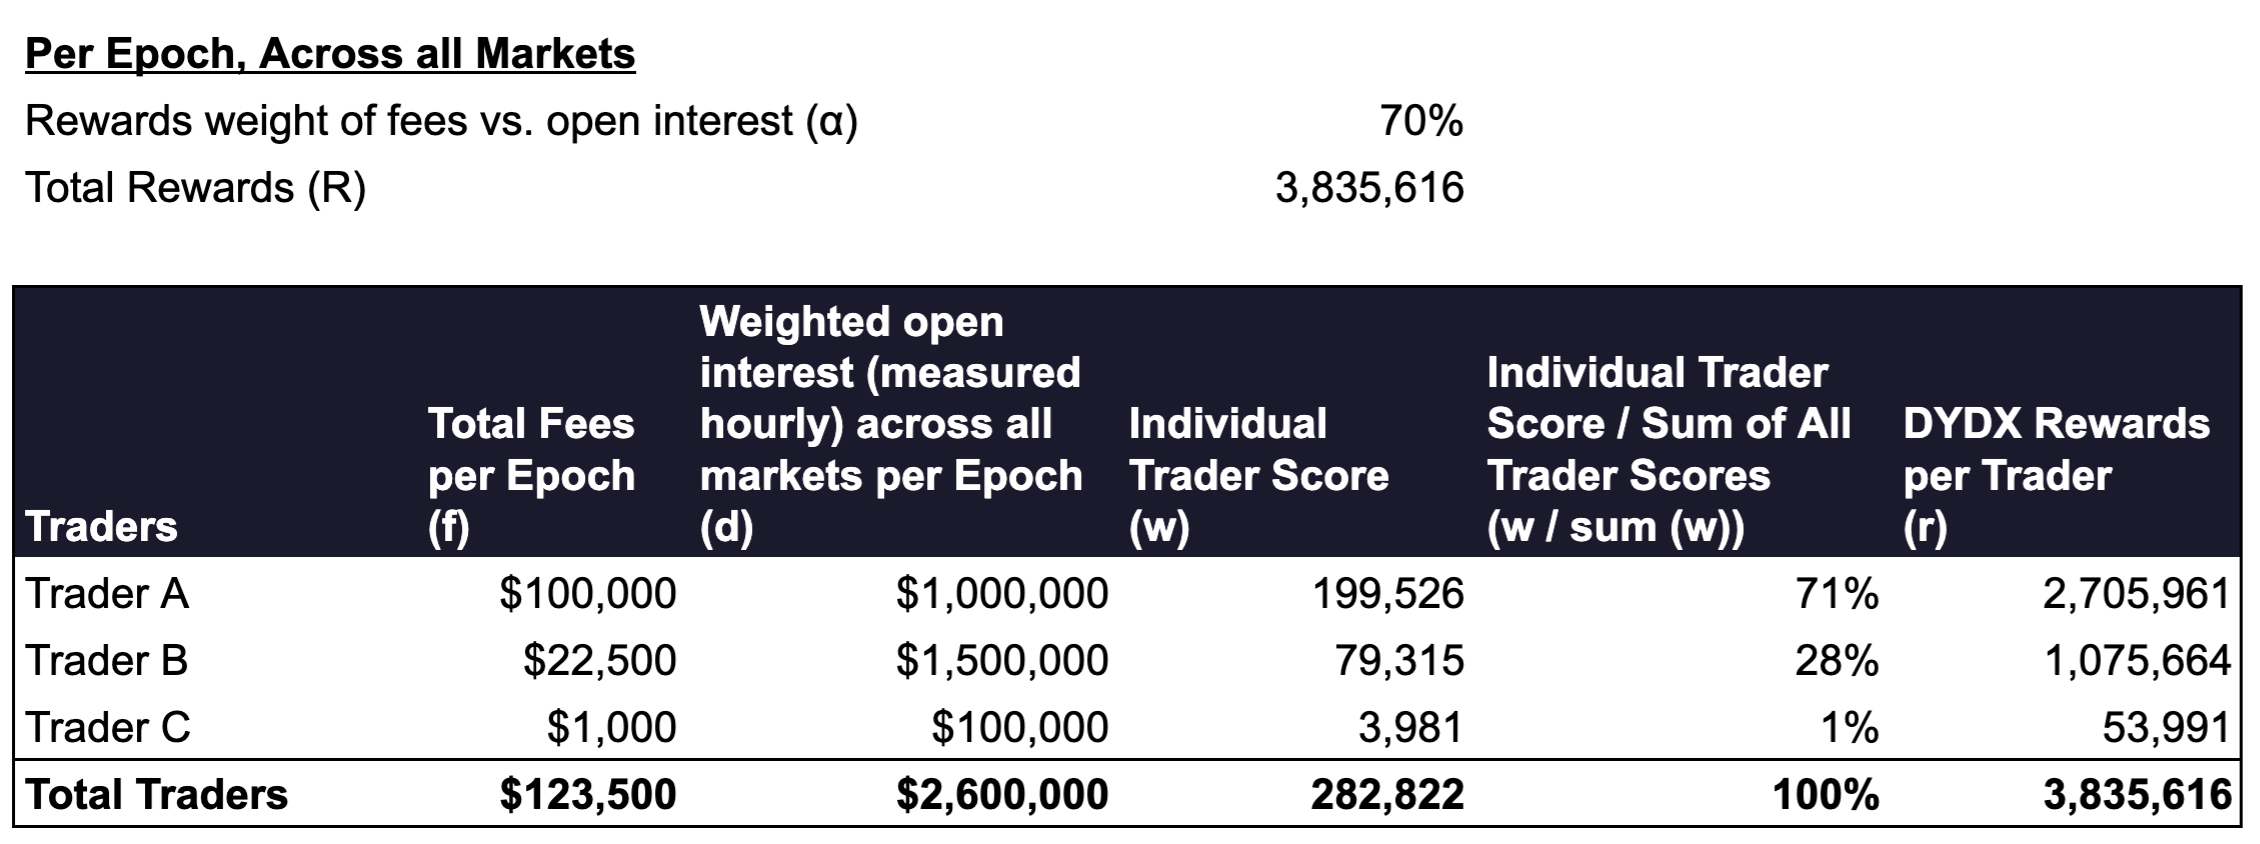 Per Epoch, Across all Markets
Rewards weight of fees vs. open interest (α) 70%
Total Rewards (R) 3,835,616
Traders
Total Fees
per Epoch
(f)
Weighted open
interest (measured
hourly) across all
markets per Epoch
(d)
Individual
Trader Score
(w)
Individual Trader
Score / Sum of All
Trader Scores
(w / sum (w))
DYDX Rewards
per Trader
(r)
Trader A $100,000 $1,000,000 199,526 71% 2,705,961
Trader B $22,500 $1,500,000 79,315 28% 1,075,664
Trader C $1,000 $100,000 3,981 1% 53,991
Total Traders $123,500 $2,600,000 282,822 100% 3,835,616